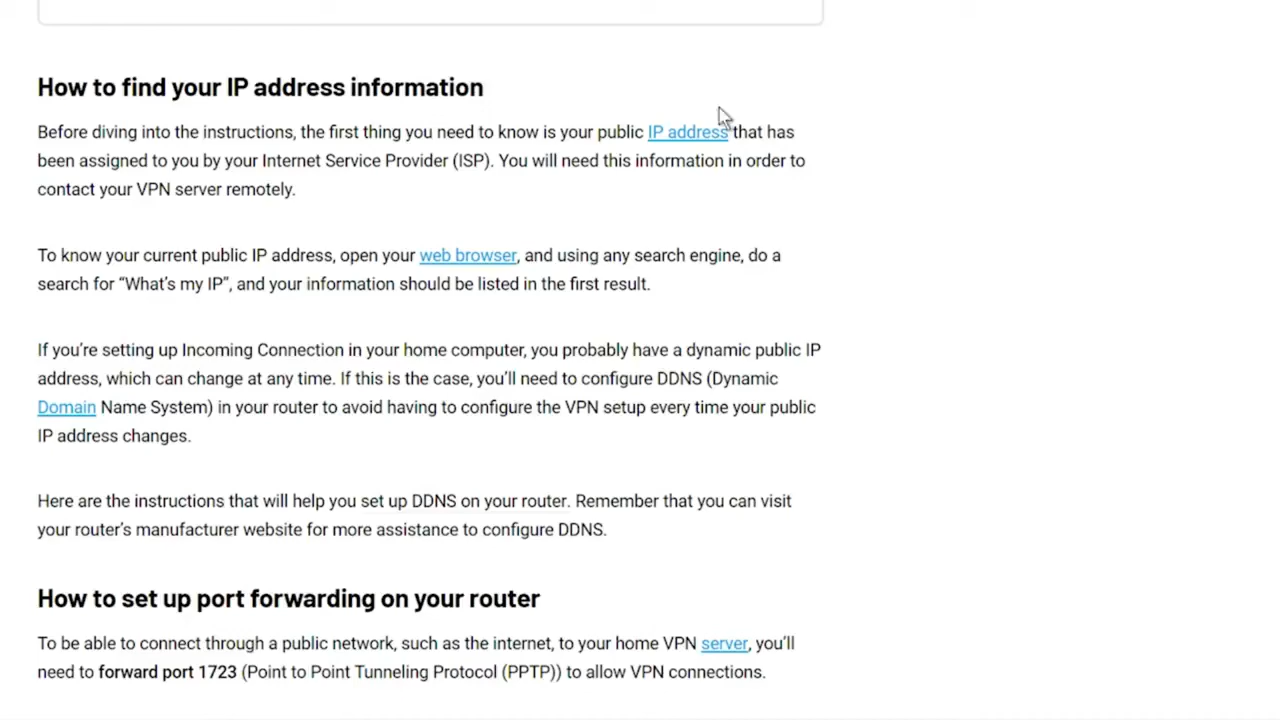 How to find your IP address information
Before diving into the instructions, the first thing you need to know is your public IP address that has
been assigned to you by your Internet Service Provider (ISP). You will need this information in order to
contact your VPN server remotely.
To know your current public IP address, open your web browser, and using any search engine, do a
search for “What’s my IP”, and your information should be listed in the first result.
If you’re setting up Incoming Connection in your home computer, you probably have a dynamic public IP
address, which can change at any time. If this is the case, you’ll need to configure DDNS (Dynamic
Domain Name System) in your router to avoid having to configure the VPN setup every time your public
IP address changes.
Here are the instructions that will help you set up DDNS on your router. Remember that you can visit
your router’s manufacturer website for more assistance to configure DDNS.
How to set up port forwarding on your router
To be able to connect through a public network, such as the internet, to your home VPN server, you’ll
need to forward port 1723 (Point to Point Tunneling Protocol (PPTP)) to allow VPN connections.